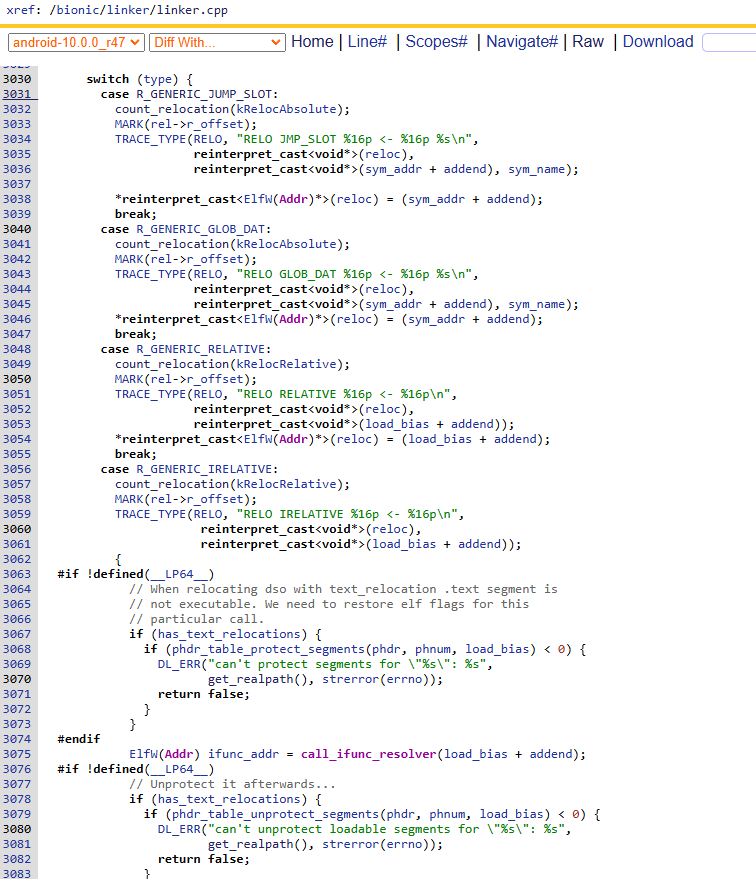 xref: /bionic/linker/linker.cpp
android-10.0.0_r47 Diff With... Home | Line# | Scopes# | Navigate# | Raw | Download
3030 switch (type) {
3031 case R_GENERIC_JUMP_SLOT:
3032 count_relocation(kRelocAbsolute);
3033 MARK(rel->r_offset);
3034 TRACE_TYPE(RELO, "RELO JMP_SLOT %16p <- %16p %s\n",
3035 reinterpret_cast<void*>(reloc),
3036 reinterpret_cast<void*>(sym_addr + addend), sym_name);
3037
3038 *reinterpret_cast<ElfW(Addr)*>(reloc) = (sym_addr + addend);
3039 break;
3040 case R_GENERIC_GLOB_DAT:
3041 count_relocation(kRelocAbsolute);
3042 MARK(rel->r_offset);
3043 TRACE_TYPE(RELO, "RELO GLOB_DAT %16p <- %16p %s\n",
3044 reinterpret_cast<void*>(reloc),
3045 reinterpret_cast<void*>(sym_addr + addend), sym_name);
3046 *reinterpret_cast<ElfW(Addr)*>(reloc) = (sym_addr + addend);
3047 break;
3048 case R_GENERIC_RELATIVE:
3049 count_relocation(kRelocRelative);
3050 MARK(rel->r_offset);
3051 TRACE_TYPE(RELO, "RELO RELATIVE %16p <- %16p\n",
3052 reinterpret_cast<void*>(reloc),
3053 reinterpret_cast<void*>(load_bias + addend));
3054 *reinterpret_cast<ElfW(Addr)*>(reloc) = (load_bias + addend);
3055 break;
3056 case R_GENERIC_IRELATIVE:
3057 count_relocation(kRelocRelative);
3058 MARK(rel->r_offset);
3059 TRACE_TYPE(RELO, "RELO IRELATIVE %16p <- %16p\n",
3060 reinterpret_cast<void*>(reloc),
3061 reinterpret_cast<void*>(load_bias + addend));
3062 {
3063 #if !defined(__LP64__)
3064 // When relocating dso with text_relocation .text segment is
3065 // not executable. We need to restore elf flags for this
3066 // particular call.
3067 if (has_text_relocations) {
3068 if (phdr_table_protect_segments(phdr, phnum, load_bias) < 0) {
3069 DL_ERR("can't protect segments for \"%s\": %s",
3070 get_realpath(), strerror(errno));
3071 return false;
3072 }
3073 }
3074 #endif
3075 ElfW(Addr) ifunc_addr = call_ifunc_resolver(load_bias + addend);
3076 #if !defined(__LP64__)
3077 // Unprotect it afterwards...
3078 if (has_text_relocations) {
3079 if (phdr_table_unprotect_segments(phdr, phnum, load_bias) < 0) {
3080 DL_ERR("can't unprotect loadable segments for \"%s\": %s",
3081 get_realpath(), strerror(errno));
3082 return false;
3083 }